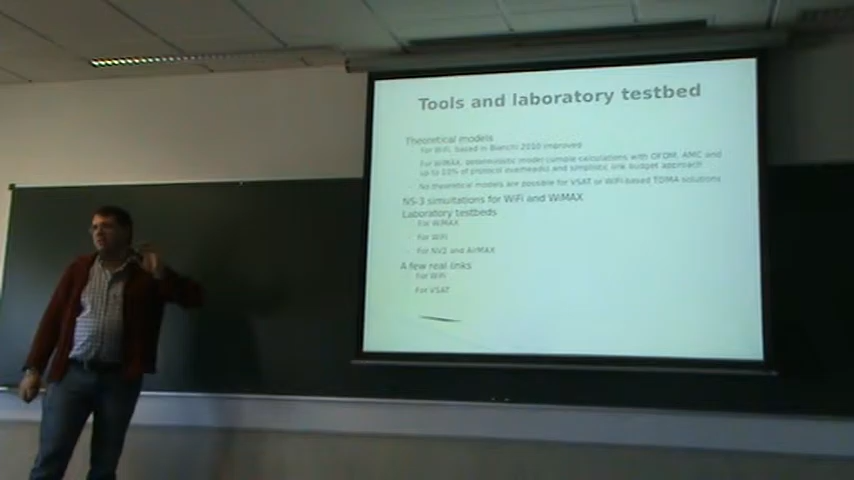 Tools and laboratory testbed
Theoretical models
For WiFi, based in Bianchi 2010 improved
For WiMAX, deterministic model (simple calculations with OFDM, AMC and
up to 10% of protocol overheads) and simplistic link budget approach
No theoretical models are possible for VSAT or WiFi-based TDMA solutions
NS-3 simultations for WiFi and WiMAX
Laboratory testbeds
For WiMAX
For WiFi
For NV2 and AirMAX
A few real links
For WiFi
For VSAT